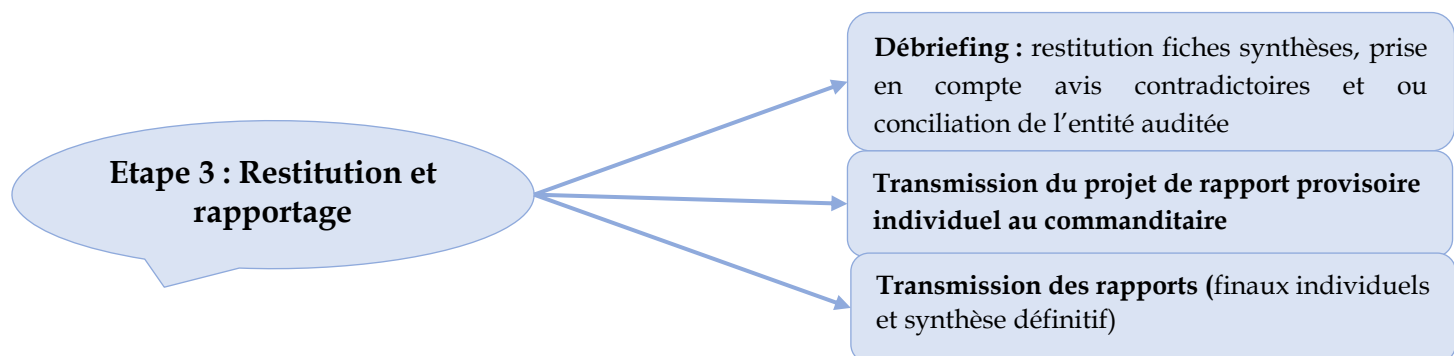 Etape 3 : Restitution et
rapportage
Débriefing : restitution fiches synthèses, prise
en compte avis contradictoires et ou
conciliation de l’entité auditée
Transmission du projet de rapport provisoire
individuel au commanditaire
Transmission des rapports (finaux individuels
et synthèse définitif)